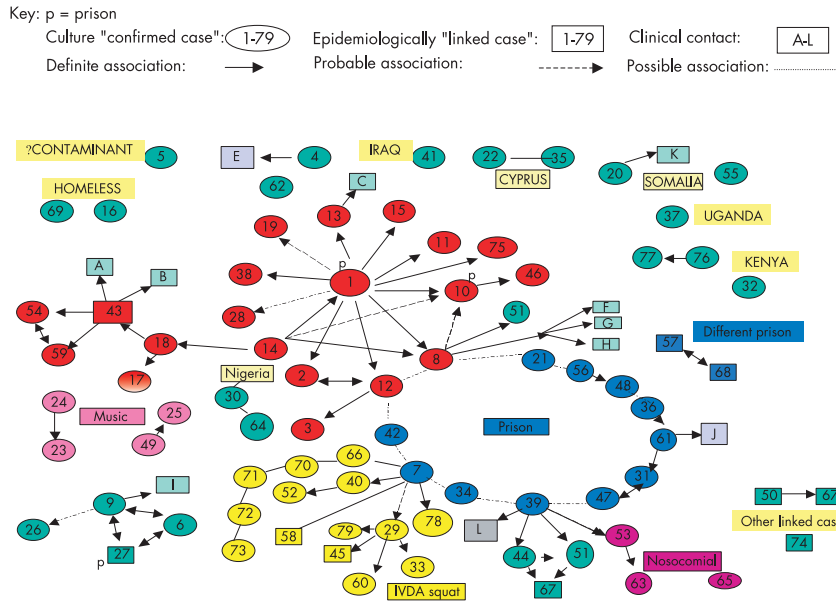 Key: p = prison
Culture "confirmed case": 1-79 Epidemiologically "linked case": 1-79 Clinical contact: A-L
Definite association: Probable association: Possible association:
?CONTAMINANT 5 E 4 IRAQ 41 22 35 K
CYPRUS 20 SOMALIA 55
HOMELESS 62 C
69 16 13 15 37 UGANDA
19 11 75 77 76
A B 38 p 1 p 10 46 KENYA
32
54 43 28 51 F
G
H
59 18 14 8 Different prison
57
68
17 Nigeria 2 12 21 56 48
30 36
24 Music 25 64 3 42 Prison 61 J
23 49
71 70 66 7 31
I 52 40 34 39 47
9 72 78 50 67
26 6 73 58 79 29 L 53 Other linked cas
p 27 45 44 51 74
60 33 67 63 65
Nosocomial
IVDA squat